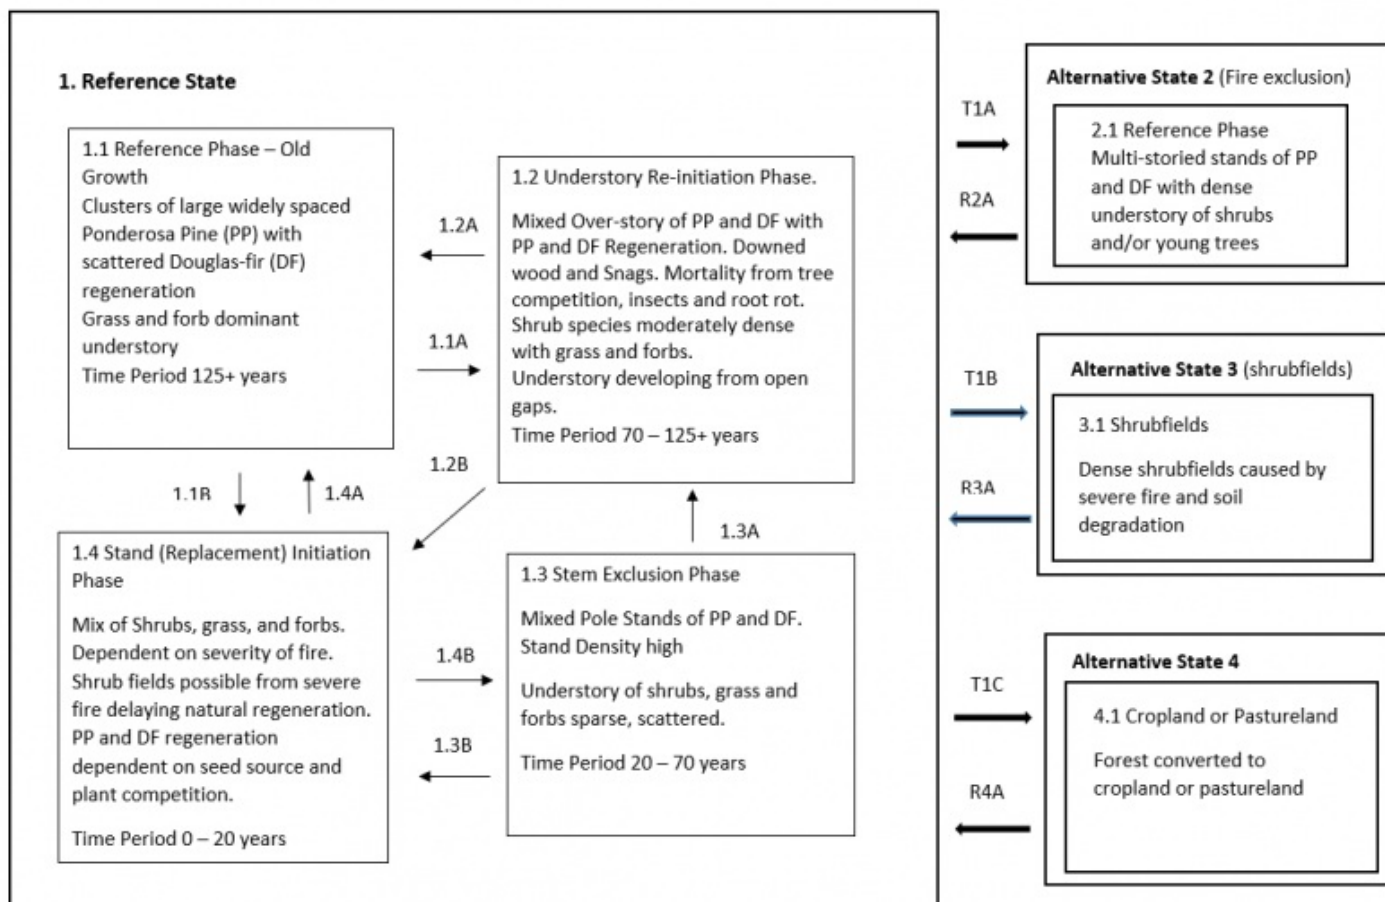 1. Reference State
1.1 Reference Phase – Old
Growth
Clusters of large widely spaced
Ponderosa Pine (PP) with
scattered Douglas-fir (DF)
regeneration
Grass and forb dominant
understory
Time Period 125+ years
1.2A
1.1A
1.2 Understory Re-initiation Phase.
Mixed Over-story of PP and DF with
PP and DF Regeneration. Downed
wood and Snags. Mortality from tree
competition, insects and root rot.
Shrub species moderately dense
with grass and forbs.
Understory developing from open
gaps.
Time Period 70 – 125+ years
1.1B
1.4A
1.2B
1.3A
1.4 Stand (Replacement) Initiation
Phase
Mix of Shrubs, grass, and forbs.
Dependent on severity of fire.
Shrub fields possible from severe
fire delaying natural regeneration.
PP and DF regeneration
dependent on seed source and
plant competition.
Time Period 0 – 20 years
1.4B
1.3B
1.3 Stem Exclusion Phase
Mixed Pole Stands of PP and DF.
Stand Density high
Understory of shrubs, grass and
forbs sparse, scattered.
Time Period 20 – 70 years
T1A
R2A
Alternative State 2 (Fire exclusion)
2.1 Reference Phase
Multi-storied stands of PP
and DF with dense
understory of shrubs
and/or young trees
T1B
R3A
Alternative State 3 (shrubfields)
3.1 Shrubfields
Dense shrubfields caused by
severe fire and soil
degradation
T1C
R4A
Alternative State 4
4.1 Cropland or Pastureland
Forest converted to
cropland or pastureland